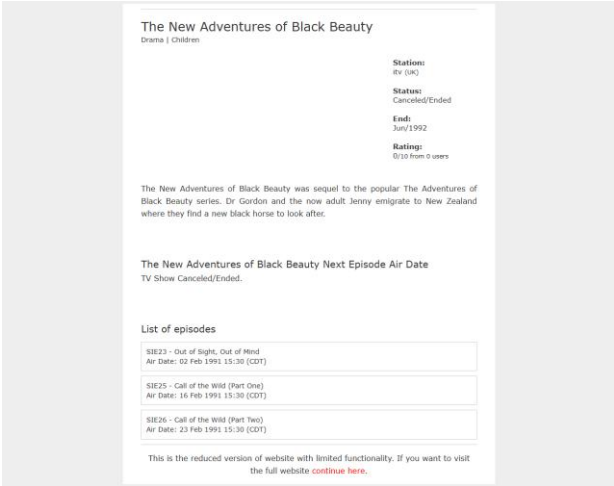 The New Adventures of Black Beauty
Drama | Children
Station:
itv (UK)
Status:
Canceled/Ended
End:
Jun/1992
Rating:
0/10 from 0 users
The New Adventures of Black Beauty was sequel to the popular The Adventures of
Black Beauty series. Dr Gordon and the now adult Jenny emigrate to New Zealand
where they find a new black horse to look after.
The New Adventures of Black Beauty Next Episode Air Date
TV Show Canceled/Ended.
List of episodes
S1E23 - Out of Sight, Out of Mind
Air Date: 02 Feb 1991 15:30 (CDT)
S1E25 - Call of the Wild (Part One)
Air Date: 16 Feb 1991 15:30 (CDT)
S1E26 - Call of the Wild (Part Two)
Air Date: 23 Feb 1991 15:30 (CDT)
This is the reduced version of website with limited functionality. If you want to visit
the full website continue here.